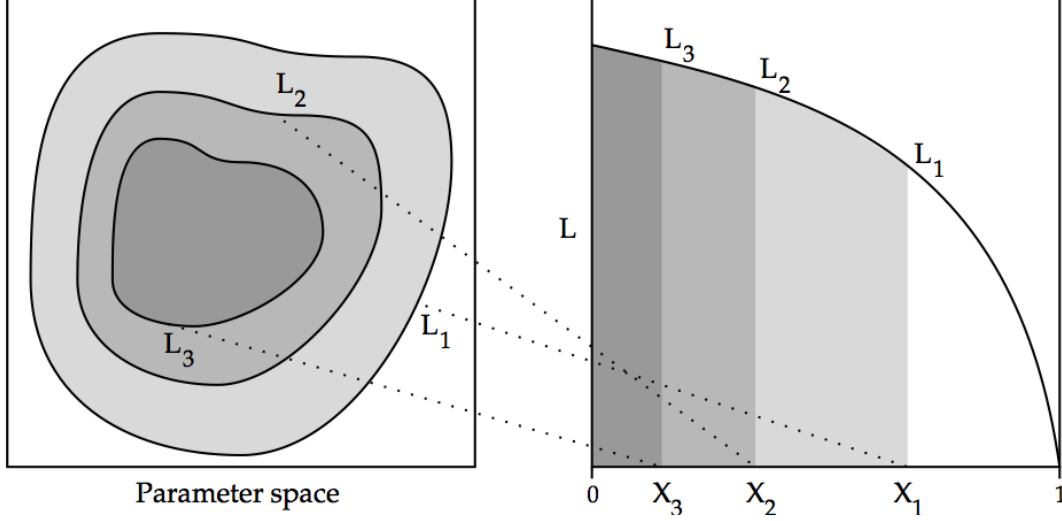 L₂
L₁
L₃
Parameter space
L₃
L₂
L₁
L
0 X₃ X₂ X₁ 1